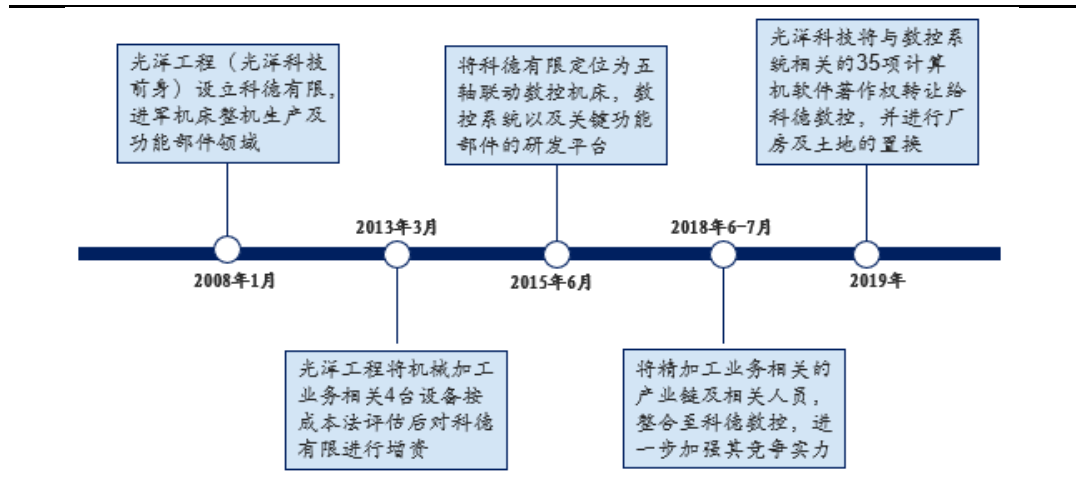 光洋工程（光洋科技
前身）设立科德有限，
进军机床整机生产及
功能部件领域
2008年1月
2013年3月
光洋工程将机械加工
业务相关4台设备按
成本法评估后对科德
有限进行增资
将科德有限定位为五
轴联动数控机床，数
控系统以及关键功能
部件的研发平台
2015年6月
2018年6-7月
将精加工业务相关的
产业链及相关人员，
整合至科德数控，进
一步加强其竞争实力
光洋科技将与数控系
统相关的35项计算
机软件著作权转让给
科德数控，并进行厂
房及土地的置换
2019年